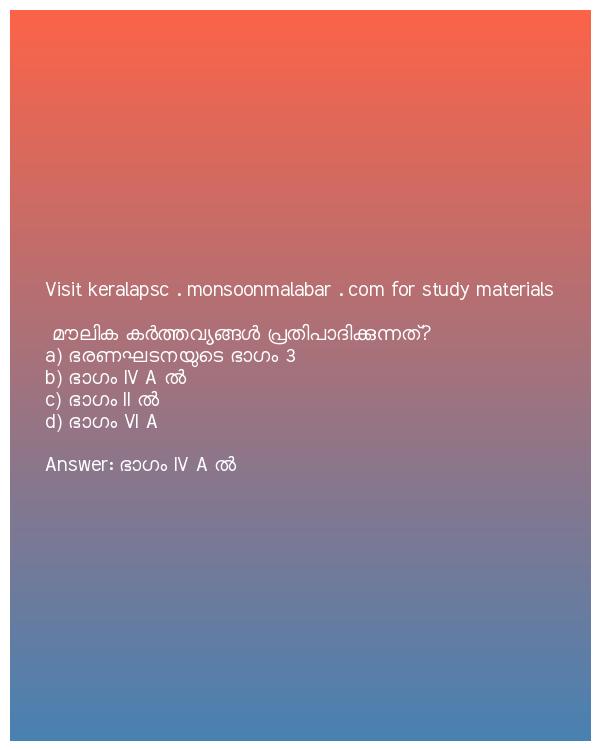 Visit keralapsc . monsoonmalabar . com for study materials
മൗലിക കർത്തവ്യങ്ങൾ പ്രതിപാദിക്കുന്നത്?
a) ഭരണഘടനയുടെ ഭാഗം 3
b) ഭാഗം IV A ൽ
c) ഭാഗം II ൽ
d) ഭാഗം VI A
Answer: ഭാഗം IV A ൽ